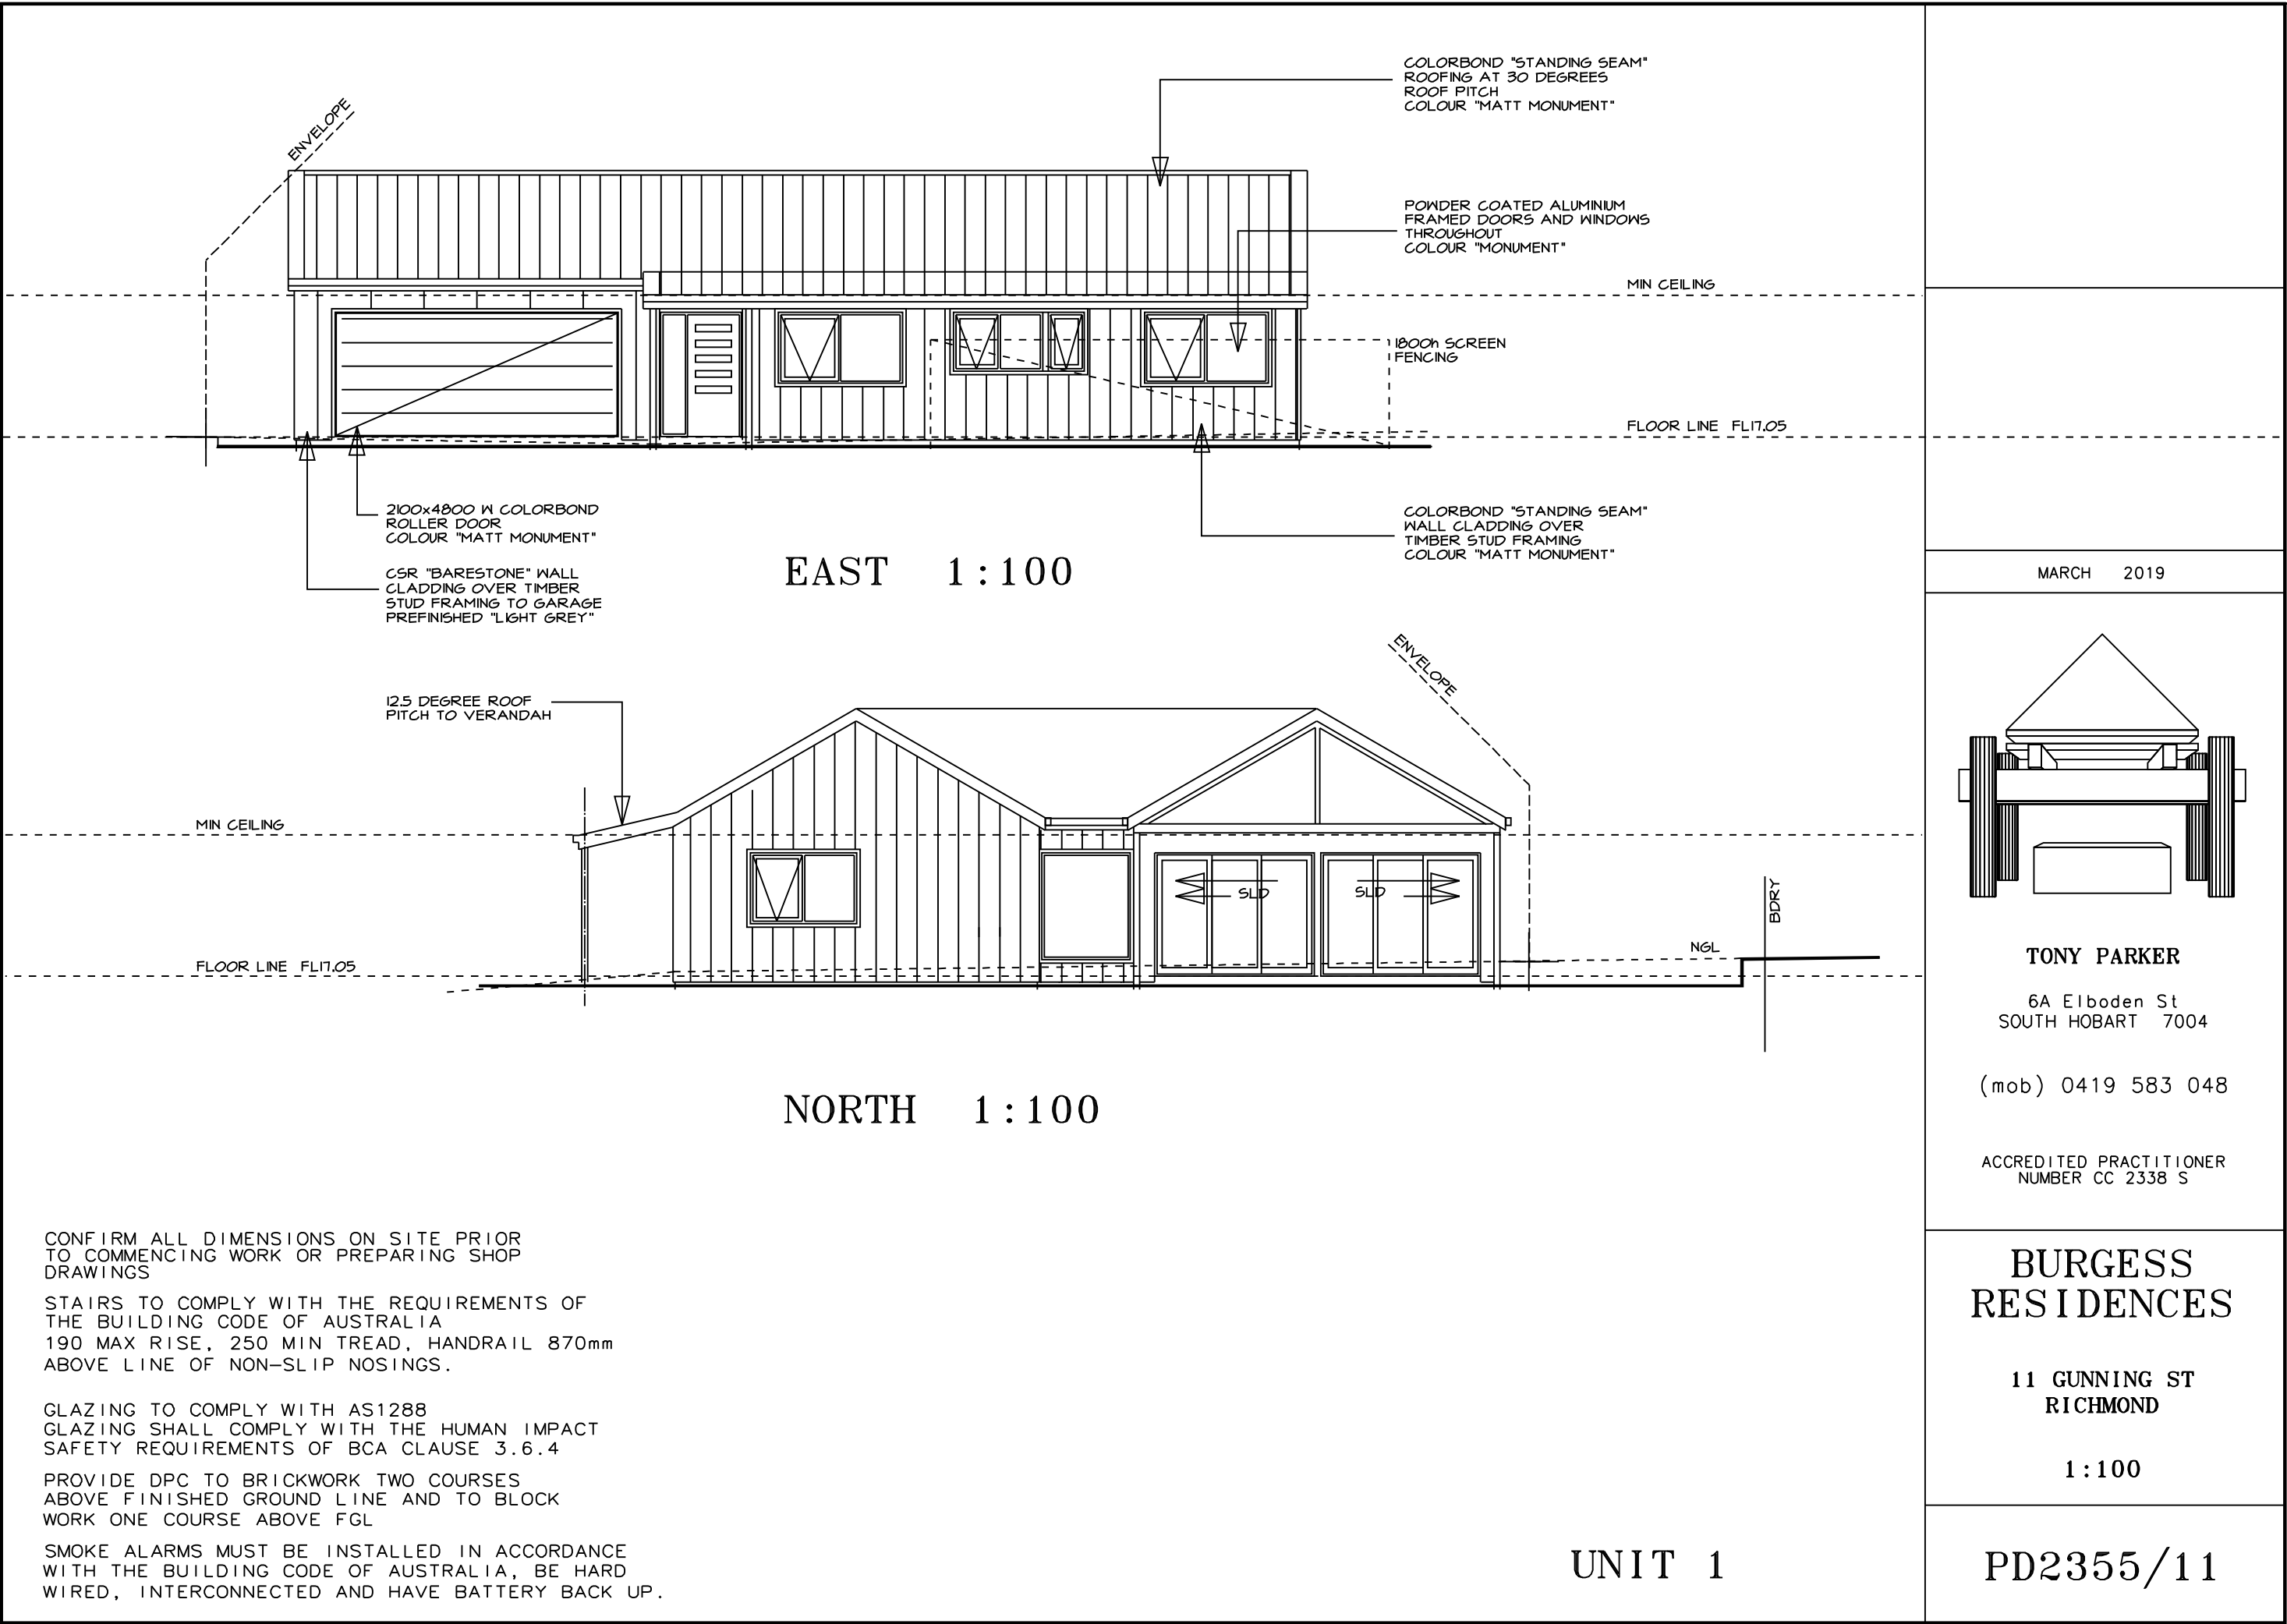 COLORBOND "STANDING SEAM"
ROOFING AT 30 DEGREES
ROOF PITCH
COLOUR "MATT MONUMENT"
ENVELOPE
POWDER COATED ALUMINIUM
FRAMED DOORS AND WINDOWS
THROUGHOUT
COLOUR "MONUMENT"
MIN CEILING
1800h SCREEN
FENCING
FLOOR LINE FL17.05
2100x4800 W COLORBOND
ROLLER DOOR
COLOUR "MATT MONUMENT"
CSR "BARESTONE" WALL
CLADDING OVER TIMBER
STUD FRAMING TO GARAGE
PREFINISHED "LIGHT GREY"
COLORBOND "STANDING SEAM"
WALL CLADDING OVER
TIMBER STUD FRAMING
COLOUR "MATT MONUMENT"
EAST 1:100
ENVELOPE
12.5 DEGREE ROOF
PITCH TO VERANDAH
MIN CEILING
SLD
SLD
BDRY
NGL
FLOOR LINE FL17.05
NORTH 1:100
CONFIRM ALL DIMENSIONS ON SITE PRIOR
TO COMMENCING WORK OR PREPARING SHOP
DRAWINGS
STAIRS TO COMPLY WITH THE REQUIREMENTS OF
THE BUILDING CODE OF AUSTRALIA
190 MAX RISE, 250 MIN TREAD, HANDRAIL 870mm
ABOVE LINE OF NON-SLIP NOSINGS.
GLAZING TO COMPLY WITH AS1288
GLAZING SHALL COMPLY WITH THE HUMAN IMPACT
SAFETY REQUIREMENTS OF BCA CLAUSE 3.6.4
PROVIDE DPC TO BRICKWORK TWO COURSES
ABOVE FINISHED GROUND LINE AND TO BLOCK
WORK ONE COURSE ABOVE FGL
SMOKE ALARMS MUST BE INSTALLED IN ACCORDANCE
WITH THE BUILDING CODE OF AUSTRALIA, BE HARD
WIRED, INTERCONNECTED AND HAVE BATTERY BACK UP.
UNIT 1
MARCH 2019
TONY PARKER
6A Elboden St
SOUTH HOBART 7004
(mob) 0419 583 048
ACCREDITED PRACTITIONER
NUMBER CC 2338 S
BURGESS
RESIDENCES
11 GUNNING ST
RICHMOND
1:100
PD2355/11